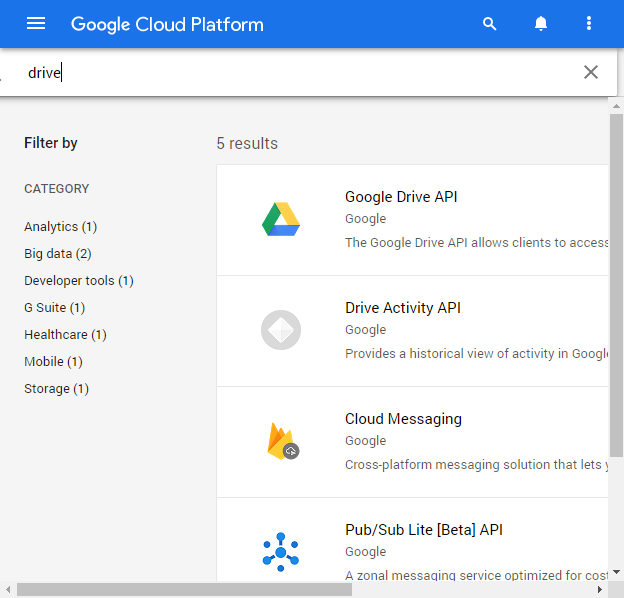 Google Cloud Platform
drive
Filter by
5 results
CATEGORY
Analytics (1)
Big data (2)
Developer tools (1)
G Suite (1)
Healthcare (1)
Mobile (1)
Storage (1)
Google Drive API
Google
The Google Drive API allows clients to access
Drive Activity API
Google
Provides a historical view of activity in Google
Cloud Messaging
Google
Cross-platform messaging solution that lets y
Pub/Sub Lite [Beta] API
Google
A zonal messaging service optimized for cost